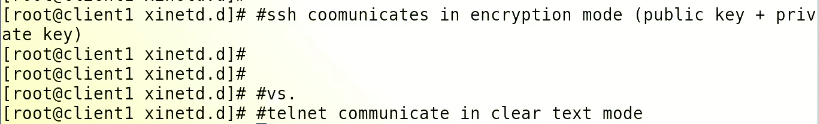 [root@client1 xinetd.d]# #ssh coomunicates in encryption mode (public key + priv
ate key)
[root@client1 xinetd.d]#
[root@client1 xinetd.d]#
[root@client1 xinetd.d]# #vs.
[root@client1 xinetd.d]# #telnet communicate in clear text mode